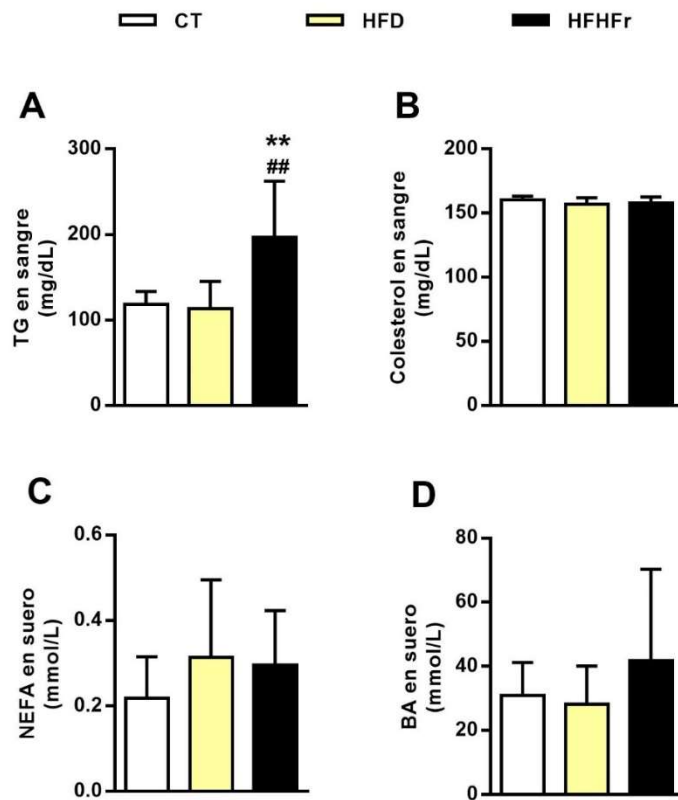 CT HFD HFHFr
A
TG en sangre
(mg/dL)
300
200
100
0
**
##
B
Colesterol en sangre
(mg/dL)
200
150
100
50
0
C
NEFA en suero
(mmol/L)
0.6
0.4
0.2
0.0
D
BA en suero
(mmol/L)
80
60
40
20
0